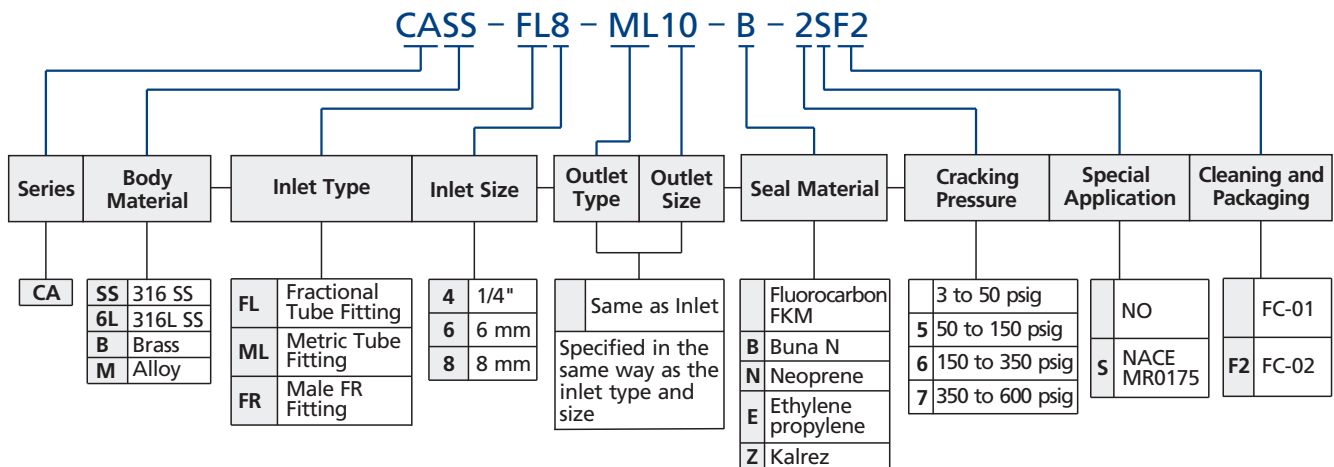 CASS – FL8 – ML10 – B – 2SF2
Series
Body
Material
Inlet Type
Inlet Size
Outlet
Type
Outlet
Size
Seal Material
Cracking
Pressure
Special
Application
Cleaning and
Packaging
CA
SS 316 SS
6L 316L SS
B Brass
M Alloy
FL Fractional
Tube Fitting
ML Metric Tube
Fitting
FR Male FR
Fitting
4 1/4"
6 6 mm
8 8 mm
Same as Inlet
Specified in the
same way as the
inlet type and
size
Fluorocarbon
FKM
B Buna N
N Neoprene
E Ethylene
propylene
Z Kalrez
3 to 50 psig
5 50 to 150 psig
6 150 to 350 psig
7 350 to 600 psig
NO
S NACE
MR0175
FC-01
F2 FC-02